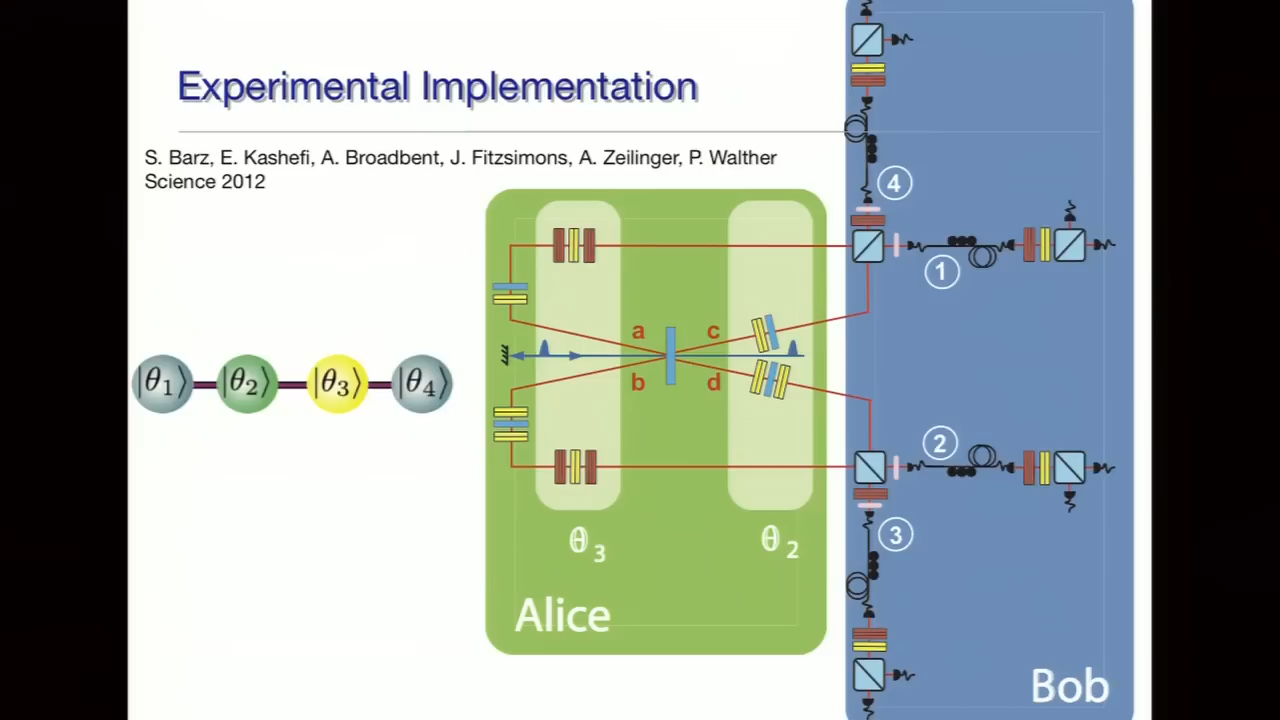 Experimental Implementation
S. Barz, E. Kashefi, A. Broadbent, J. Fitzsimons, A. Zeilinger, P. Walther
Science 2012
4
1
a c
|θ₁⟩ |θ₂⟩ |θ₃⟩ |θ₄⟩
b d
2
3
θ₃ θ₂
Alice
Bob